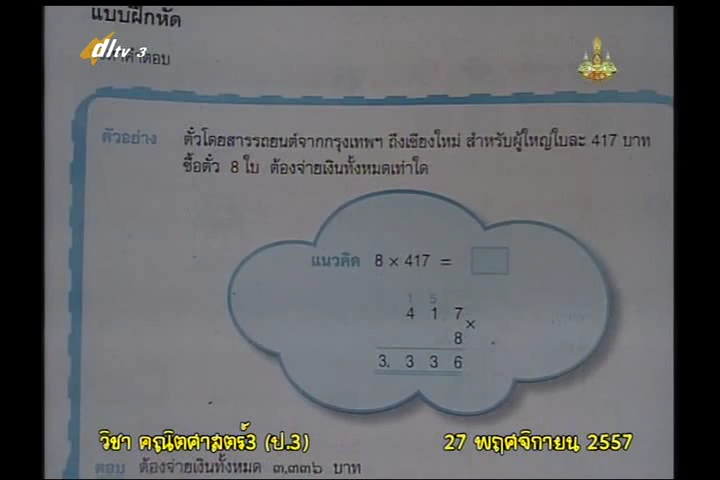 แบบฝึกหัด
dltv 3
คำตอบ
ตัวอย่าง ตั๋วโดยสารรถยนต์จากกรุงเทพฯ ถึงเชียงใหม่ สำหรับผู้ใหญ่ใบละ 417 บาท
ซื้อตั๋ว 8 ใบ ต้องจ่ายเงินทั้งหมดเท่าใด
แนวคิด 8 × 417 =
1 5
4 1 7 ×
8
3, 3 3 6
วิชา คณิตศาสตร์3 (ป.3) 27 พฤศจิกายน 2557
ตอบ ต้องจ่ายเงินทั้งหมด ๓,๓๓๖ บาท